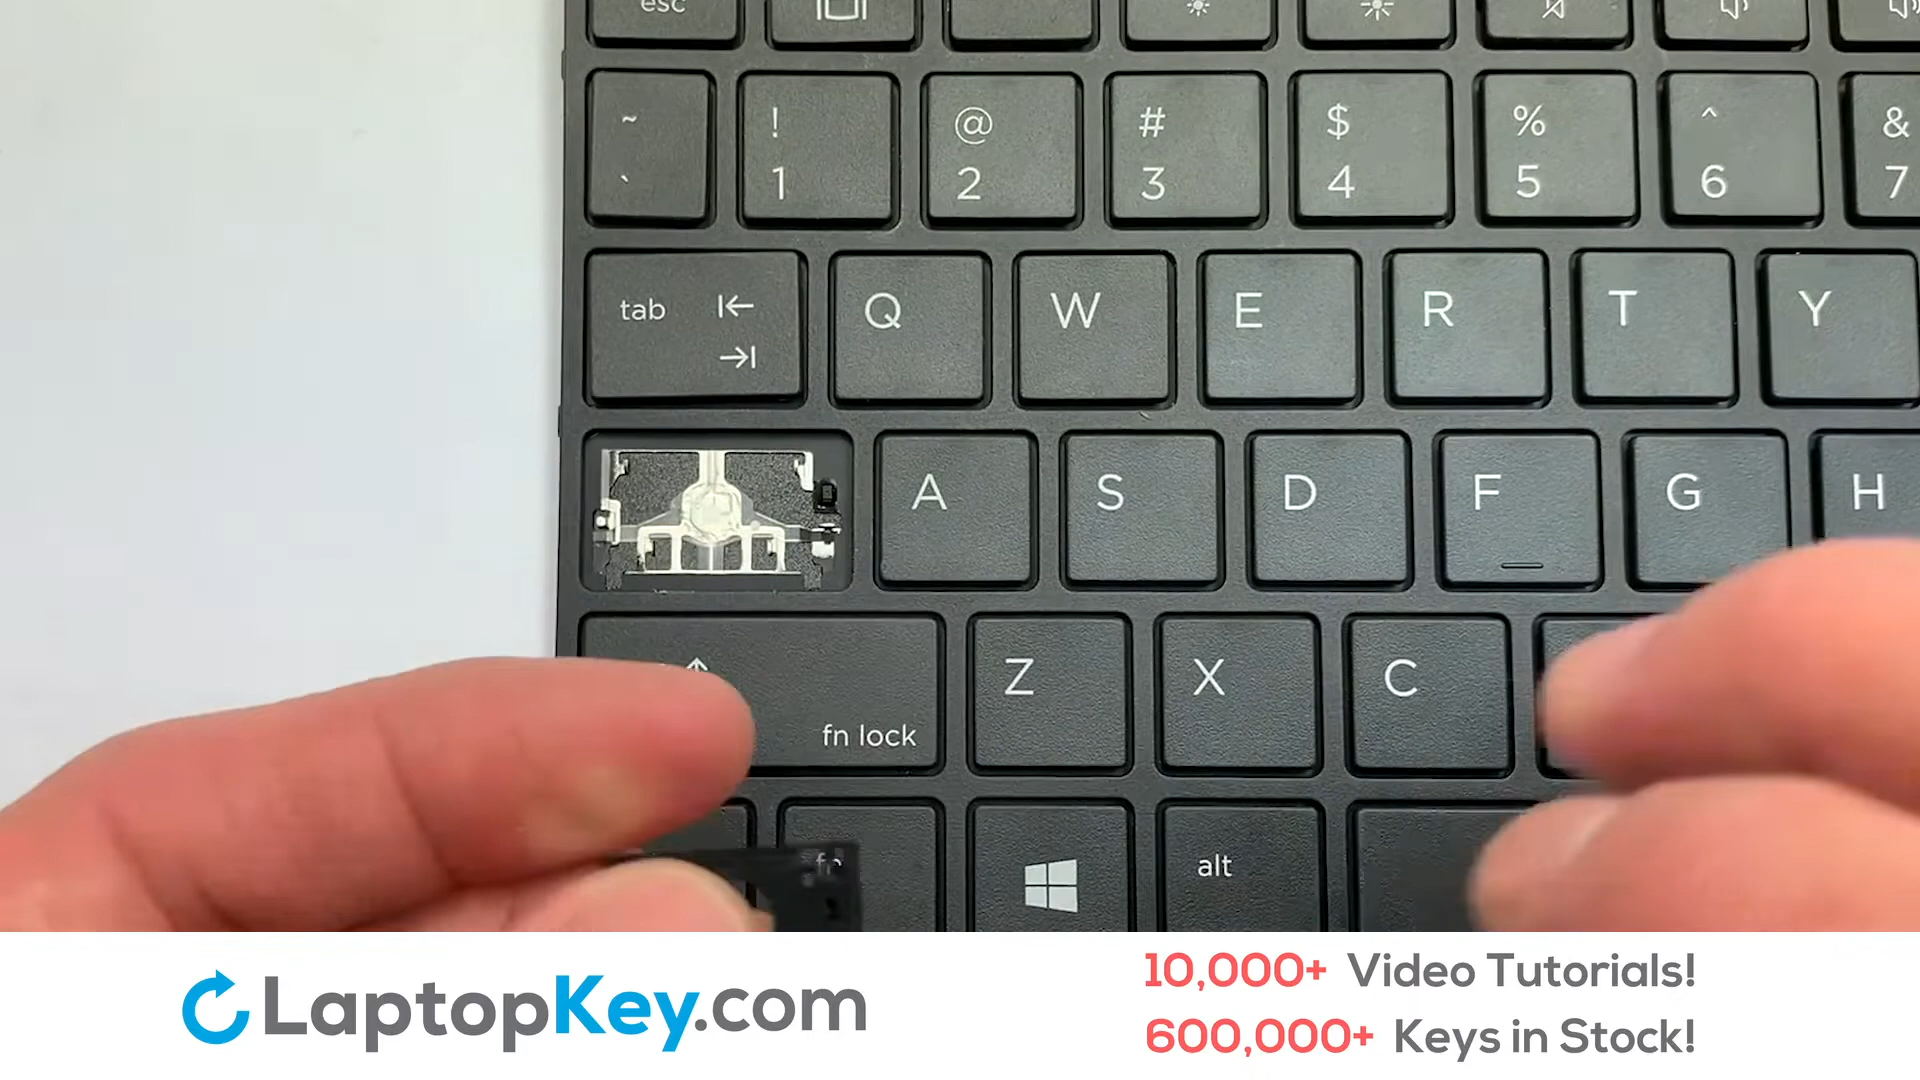 esc
~ ! @ # $ % ^ &
` 1 2 3 4 5 6 7
tab Q W E R T Y
A S D F G H
Z X C
fn lock
fn alt
LaptopKey.com
10,000+ Video Tutorials!
600,000+ Keys in Stock!